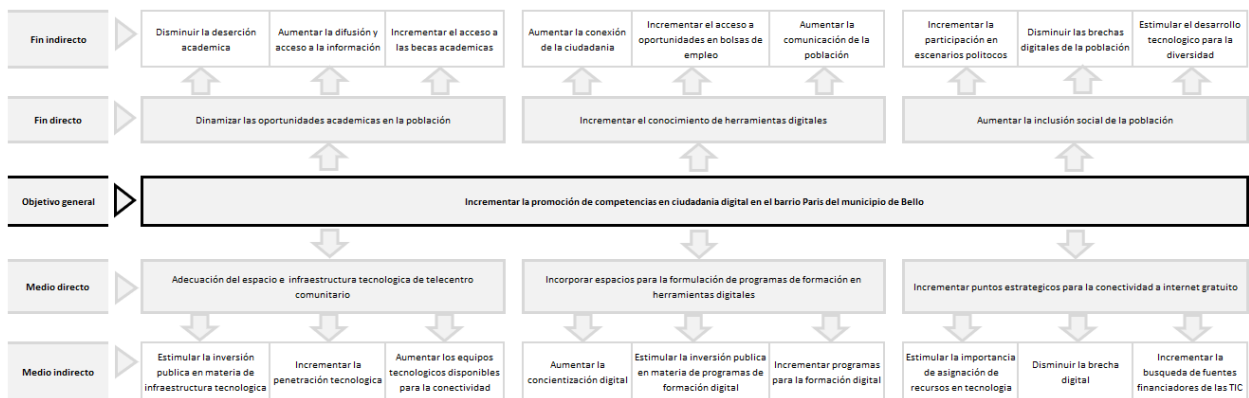 Fin indirecto
Disminuir la deserción
academica
Aumentar la difusión y
acceso a la información
Incrementar el acceso a
las becas academicas
Aumentar la conexión
de la ciudadania
Incrementar el acceso a
oportunidades en bolsas de
empleo
Aumentar la
comunicación de la
población
Incrementar la
participación en
escenarios politocos
Disminuir las brechas
digitales de la población
Estimular el desarrollo
tecnologico para la
diversidad
Fin directo
Dinamizar las oportunidades academicas en la población
Incrementar el conocimiento de herramientas digitales
Aumentar la inclusión social de la población
Objetivo general
Incrementar la promoción de competencias en ciudadania digital en el barrio Paris del municipio de Bello
Medio directo
Adecuación del espacio e infraestructura tecnologica de telecentro
comunitario
Incorporar espacios para la formulación de programas de formación en
herramientas digitales
Incrementar puntos estrategicos para la conectividad a internet gratuito
Medio indirecto
Estimular la inversión
publica en materia de
infraestructura tecnologica
Incrementar la
penetración tecnologica
Aumentar los equipos
tecnologicos disponibles
para la conectividad
Aumentar la
concientización digital
Estimular la inversión publica
en materia de programas de
formación digital
Incrementar programas
para la formación digital
Estimular la importancia
de asignación de
recursos en tecnologia
Disminuir la brecha
digital
Incrementar la
busqueda de fuentes
financiadores de las TIC